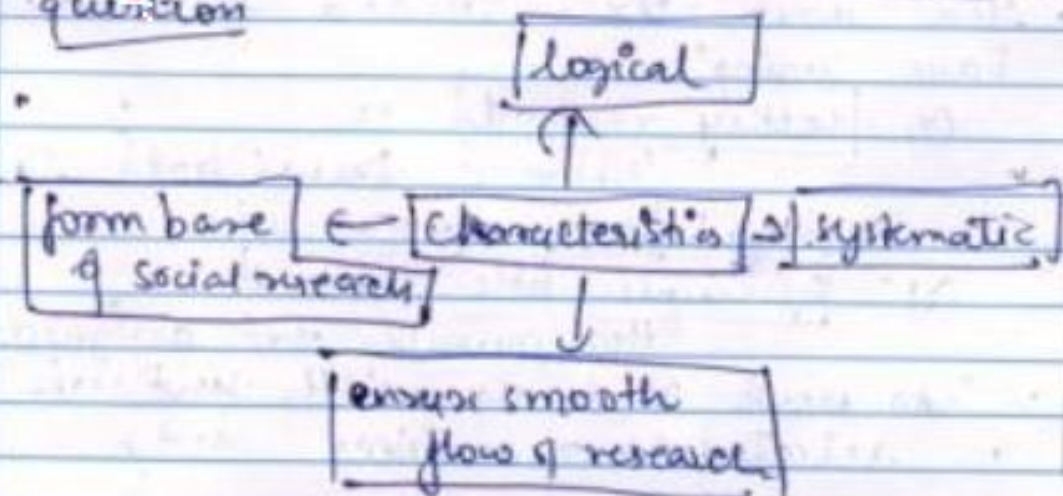 question
logical
form base
of social research
characteristics
systematic
ensure smooth
flow of research